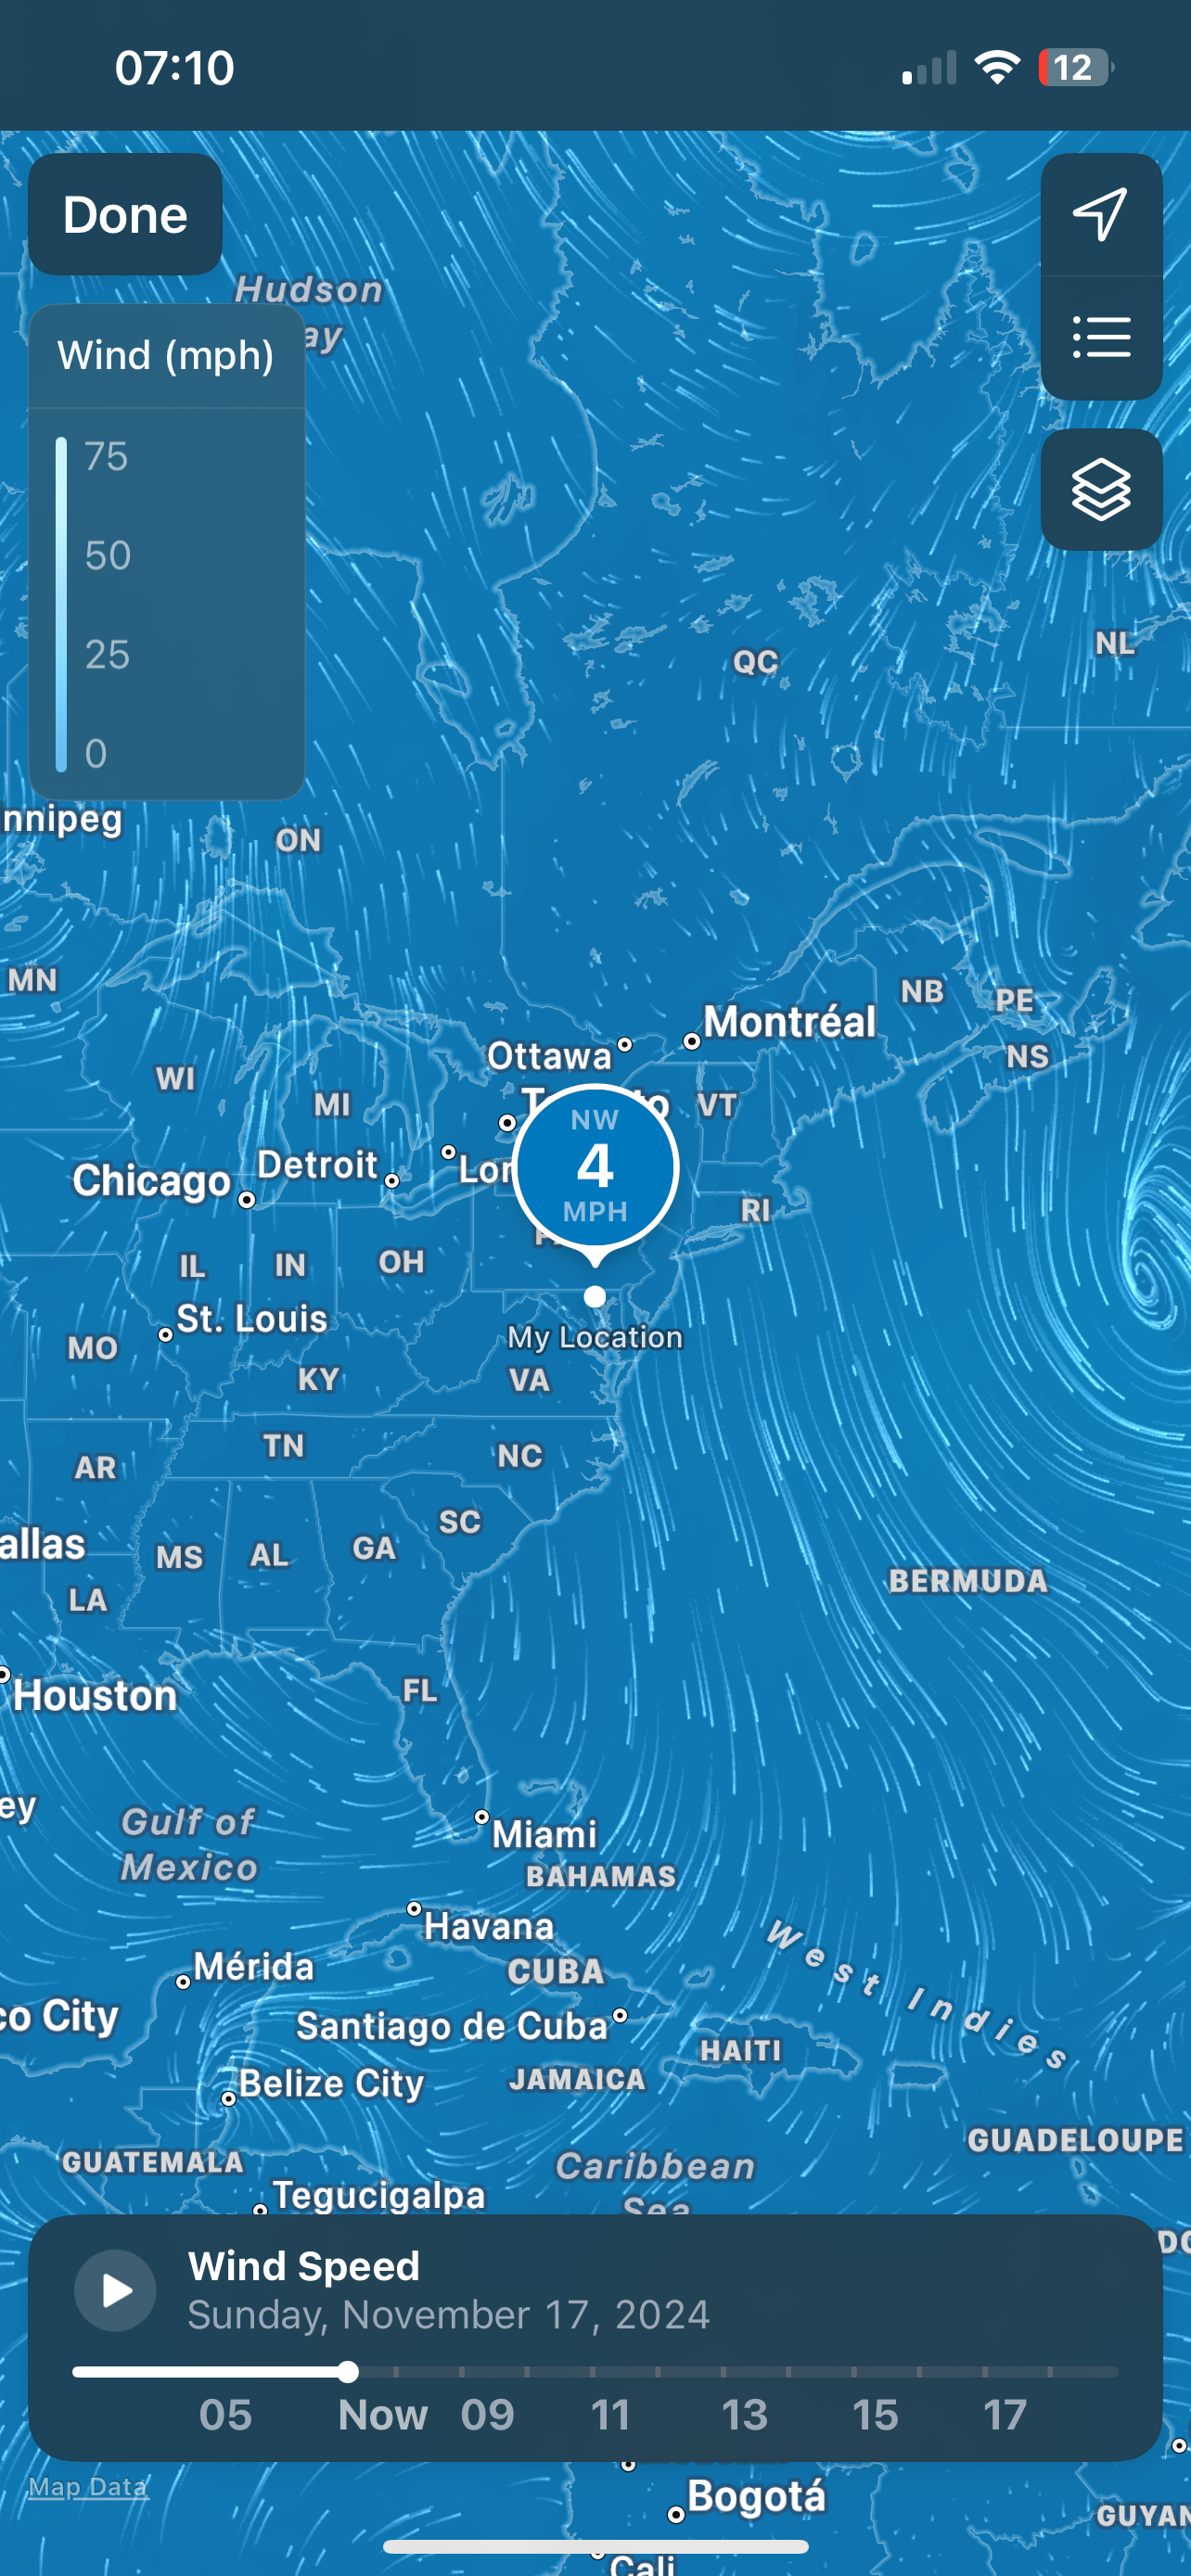 07:10
12
Done
Hudson
ay
Wind (mph)
75
50
25
0
NL
QC
nnipeg
ON
MN
NB
PE
Montréal
NS
Ottawa
WI
MI
VT
NW
4
MPH
Detroit
Chicago
RI
IL
IN
OH
St. Louis
My Location
MO
KY
VA
TN
NC
AR
SC
allas
MS
AL
GA
BERMUDA
LA
Houston
FL
ey
Gulf of
Mexico
Miami
BAHAMAS
Havana
West Indies
Mérida
CUBA
co City
Santiago de Cuba
HAITI
Belize City
JAMAICA
GUADELOUPE
GUATEMALA
Caribbean
Sea
Tegucigalpa
Wind Speed
Sunday, November 17, 2024
05
Now
09
11
13
15
17
Map Data
Bogotá
GUYAN
Cali